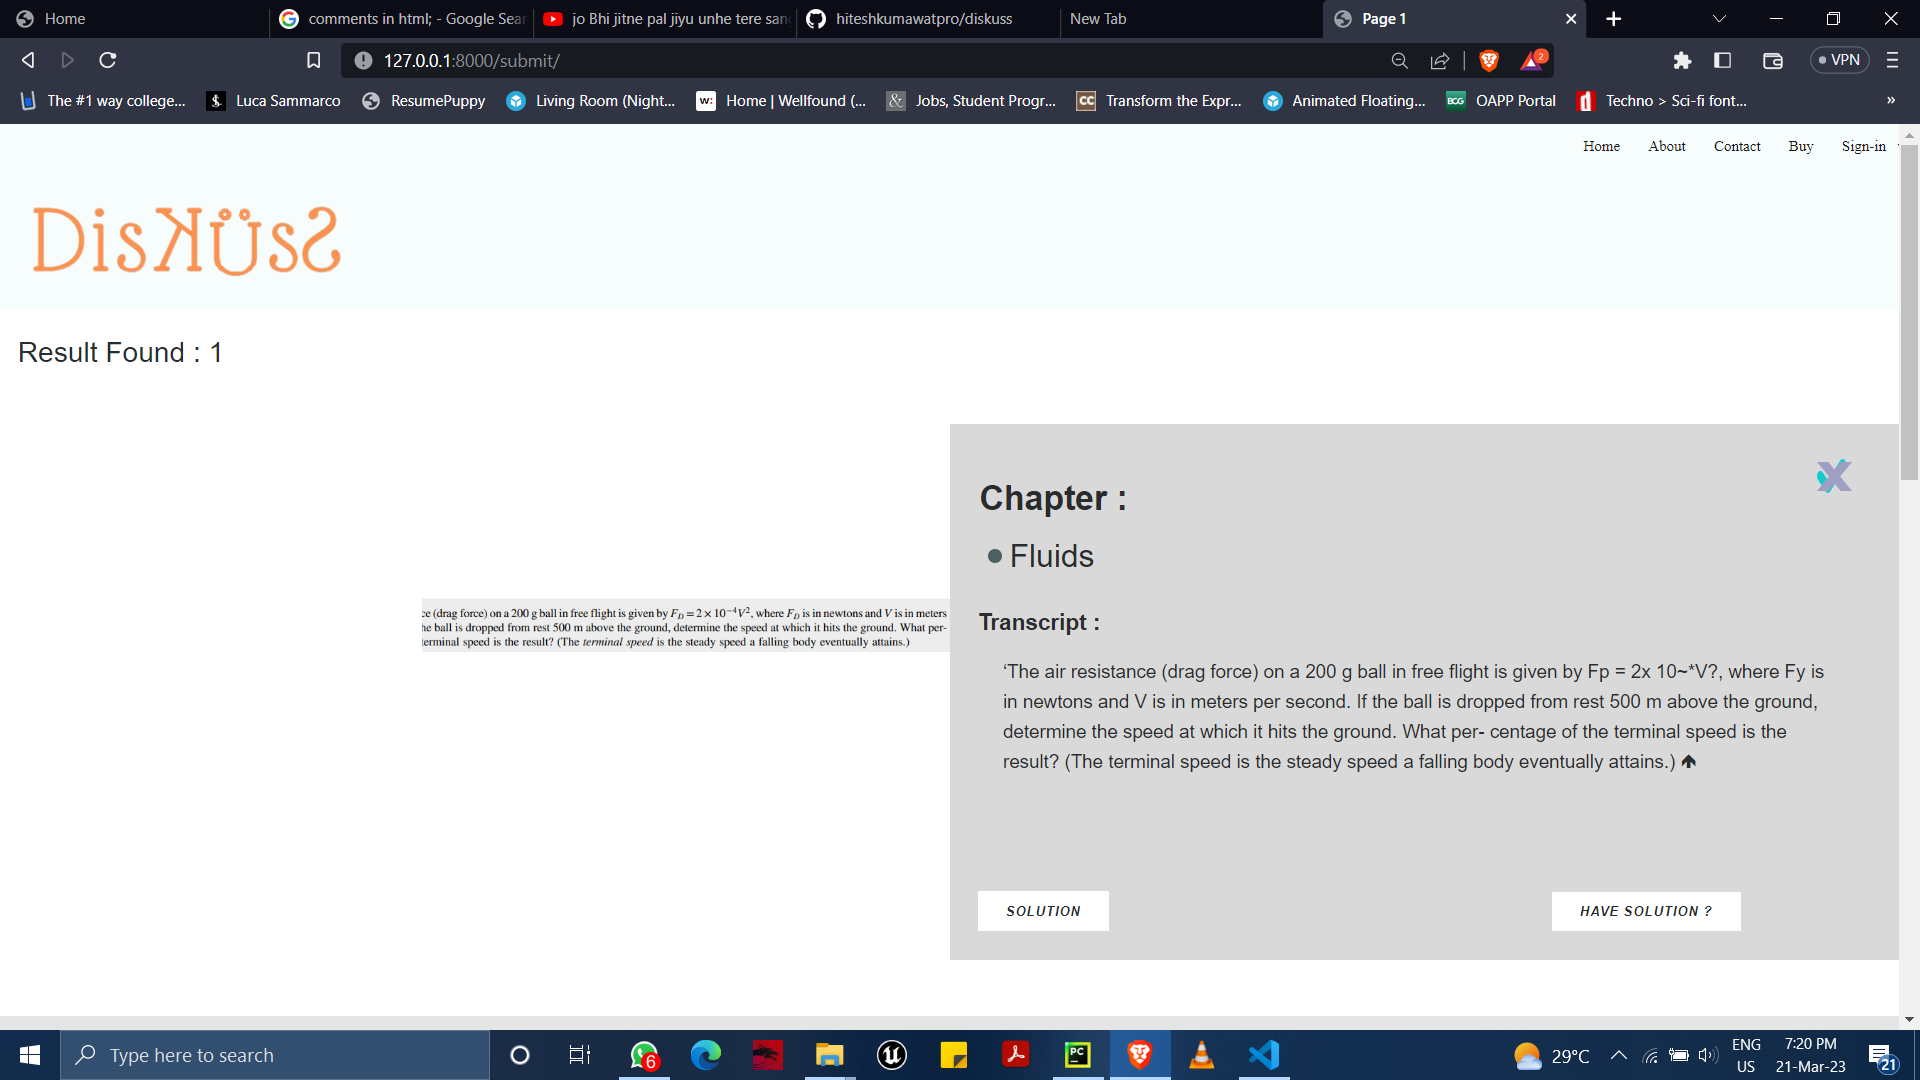 Home
comments in html; - Google Sear
jo Bhi jitne pal jiyu unhe tere san
hiteshkumawatpro/diskuss
New Tab
Page 1
127.0.0.1:8000/submit/
2
VPN
The #1 way college...
$
Luca Sammarco
ResumePuppy
Living Room (Night...
w:
Home | Wellfound (...
&
Jobs, Student Progr...
CC
Transform the Expr...
Animated Floating...
BCG
OAPP Portal
d
Techno > Sci-fi font...
»
Home
About
Contact
Buy
Sign-in
DisKÜsS
Result Found : 1
ce (drag force) on a 200 g ball in free flight is given by F_D = 2 × 10⁻⁴V², where F_D is in newtons and V is in meters
he ball is dropped from rest 500 m above the ground, determine the speed at which it hits the ground. What per-
terminal speed is the result? (The terminal speed is the steady speed a falling body eventually attains.)
X
Chapter :
Fluids
Transcript :
‘The air resistance (drag force) on a 200 g ball in free flight is given by Fp = 2x 10~*V?, where Fy is
in newtons and V is in meters per second. If the ball is dropped from rest 500 m above the ground,
determine the speed at which it hits the ground. What per- centage of the terminal speed is the
result? (The terminal speed is the steady speed a falling body eventually attains.)
SOLUTION
HAVE SOLUTION ?
Type here to search
6
PC
29°C
ENG
US
7:20 PM
21-Mar-23
21